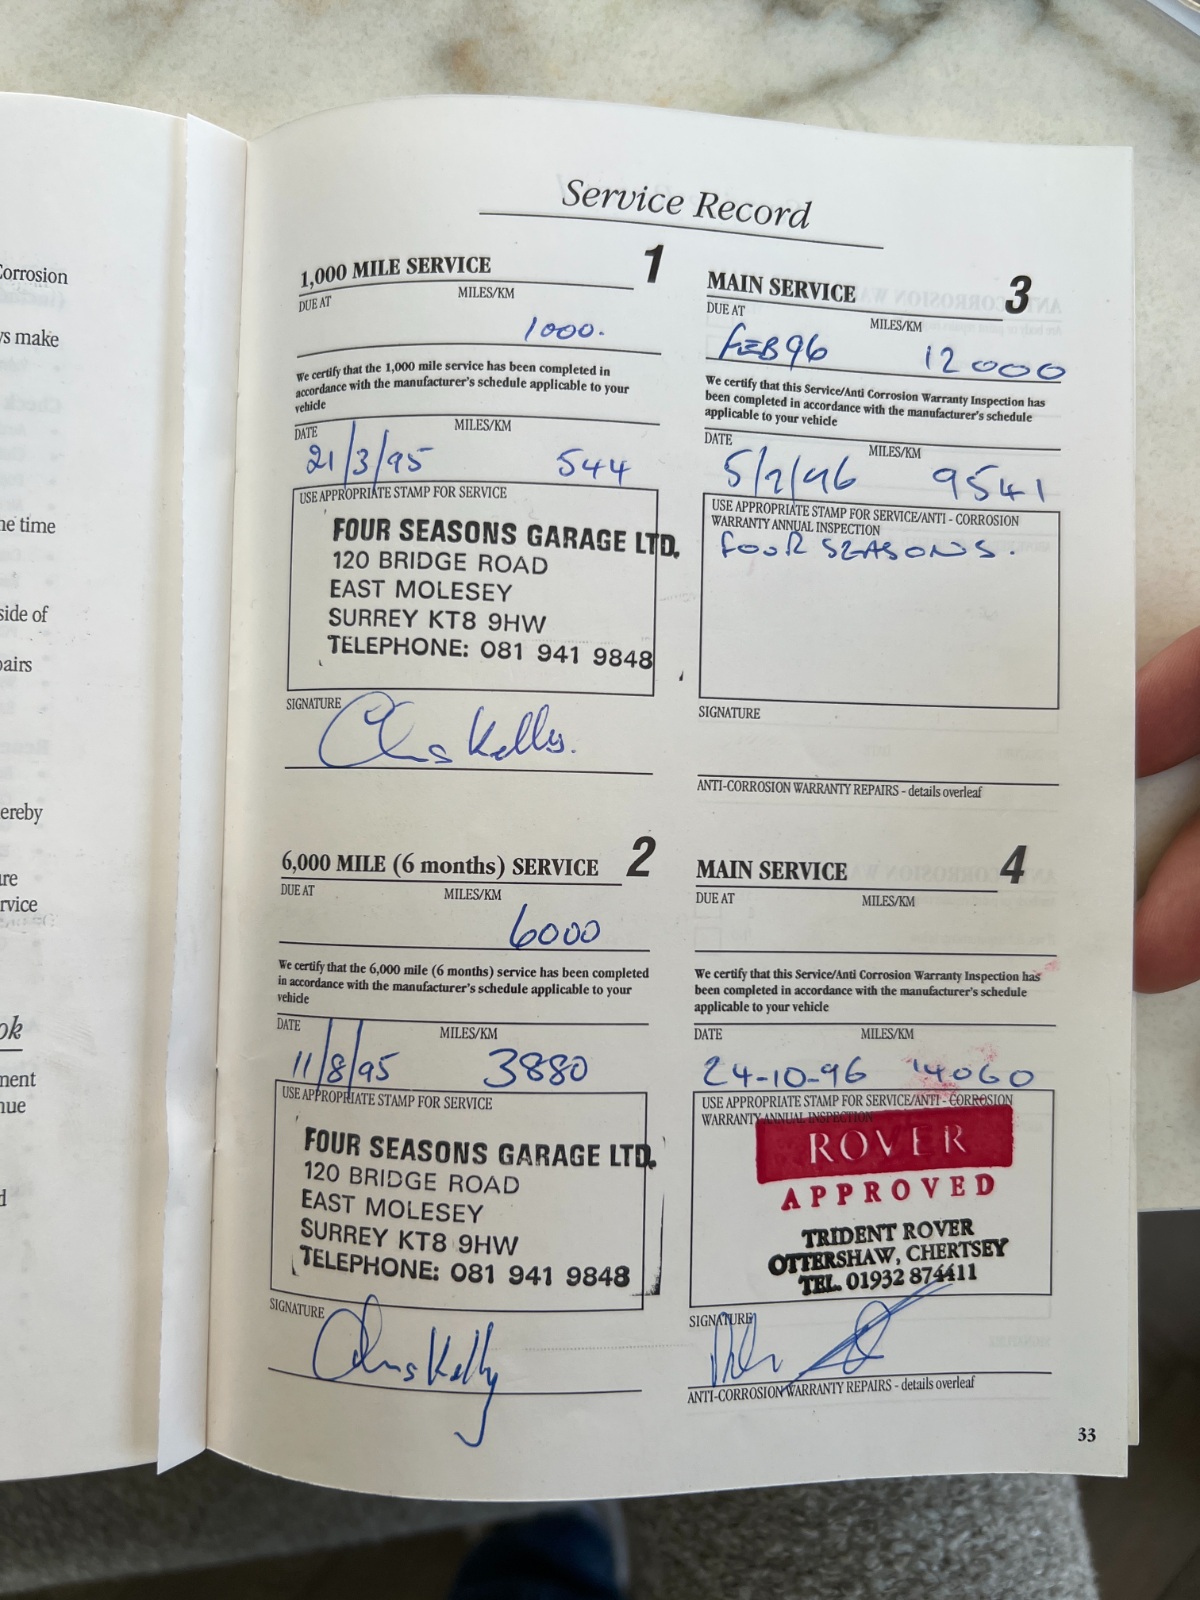 orrosion
s make
he time
side of
pairs
ereby
ure
rvice
ok
ment
nue
d
Service Record
1,000 MILE SERVICE 1
DUE AT MILES/KM
1000.
We certify that the 1,000 mile service has been completed in
accordance with the manufacturer's schedule applicable to your
vehicle
DATE MILES/KM
21/3/95 544
USE APPROPRIATE STAMP FOR SERVICE
FOUR SEASONS GARAGE LTD.
120 BRIDGE ROAD
EAST MOLESEY
SURREY KT8 9HW
TELEPHONE: 081 941 9848
SIGNATURE
Chris Kelly.
6,000 MILE (6 months) SERVICE 2
DUE AT MILES/KM
6000
We certify that the 6,000 mile (6 months) service has been completed
in accordance with the manufacturer's schedule applicable to your
vehicle
DATE MILES/KM
11/8/95 3880
USE APPROPRIATE STAMP FOR SERVICE
FOUR SEASONS GARAGE LTD.
120 BRIDGE ROAD
EAST MOLESEY
SURREY KT8 9HW
TELEPHONE: 081 941 9848
SIGNATURE
Chris Kelly
MAIN SERVICE 3
DUE AT MILES/KM
FEB 96 12000
We certify that this Service/Anti Corrosion Warranty Inspection has
been completed in accordance with the manufacturer's schedule
applicable to your vehicle
DATE MILES/KM
5/2/96 9541
USE APPROPRIATE STAMP FOR SERVICE/ANTI - CORROSION
WARRANTY ANNUAL INSPECTION
FOUR SEASONS.
SIGNATURE
ANTI-CORROSION WARRANTY REPAIRS - details overleaf
MAIN SERVICE 4
DUE AT MILES/KM
We certify that this Service/Anti Corrosion Warranty Inspection has
been completed in accordance with the manufacturer's schedule
applicable to your vehicle
DATE MILES/KM
24-10-96 14060
USE APPROPRIATE STAMP FOR SERVICE/ANTI - CORROSION
WARRANTY ANNUAL INSPECTION
ROVER
APPROVED
TRIDENT ROVER
OTTERSHAW, CHERTSEY
TEL. 01932 874411
SIGNATURE
ANTI-CORROSION WARRANTY REPAIRS - details overleaf
33